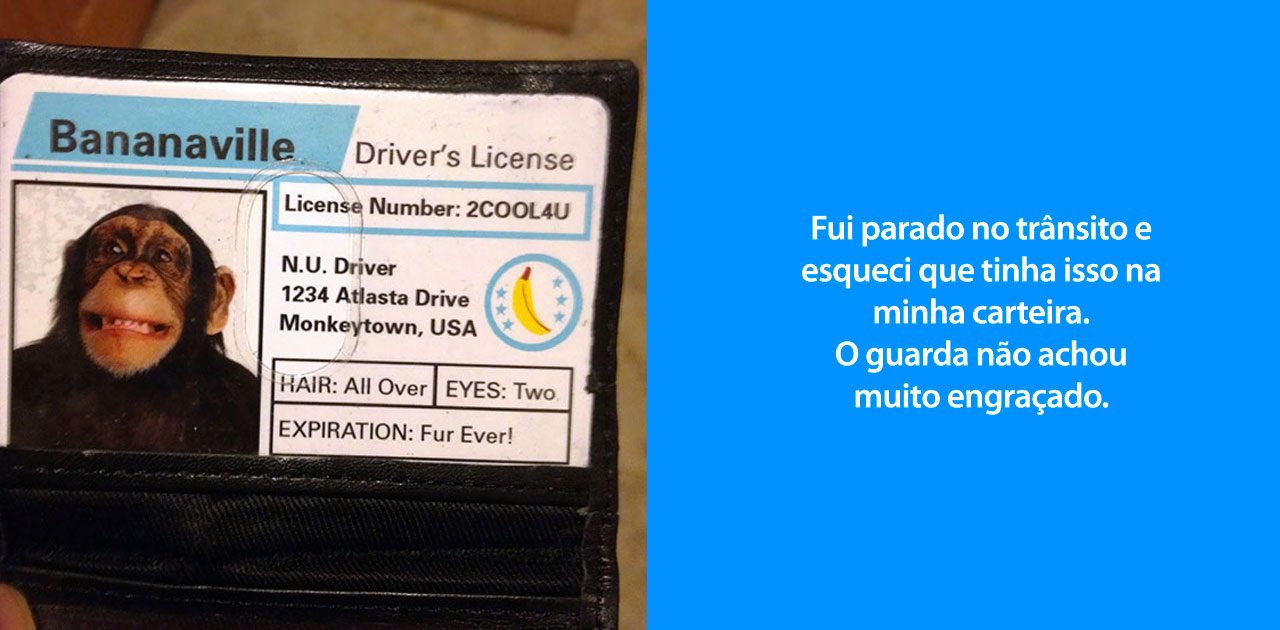 Bananaville
Driver's License
License Number: 2COOL4U
N.U. Driver
1234 Atlasta Drive
Monkeytown, USA
HAIR: All Over
EYES: Two
EXPIRATION: Fur Ever!
Fui parado no trânsito e
esqueci que tinha isso na
minha carteira.
O guarda não achou
muito engraçado.